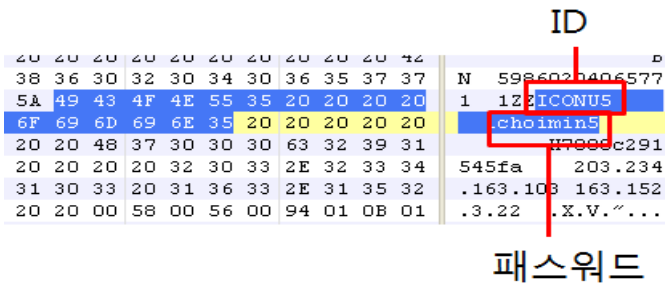 ID
20 20 20 20 20 20 20 20 20 20 42 B
38 36 30 32 30 34 30 36 35 37 37 N 5986020406577
5A 49 43 4F 4E 55 35 20 20 20 20 1 1ZZICONU5
6F 69 6D 69 6E 35 20 20 20 20 20 choimin5
20 20 48 37 30 30 30 63 32 39 31 H7000c291
20 20 20 20 32 30 33 2E 32 33 34 545fa 203.234
31 30 33 20 31 36 33 2E 31 35 32 .163.103 163.152
20 20 00 58 00 56 00 94 01 0B 01 .3.22 .X.V.”...
패스워드